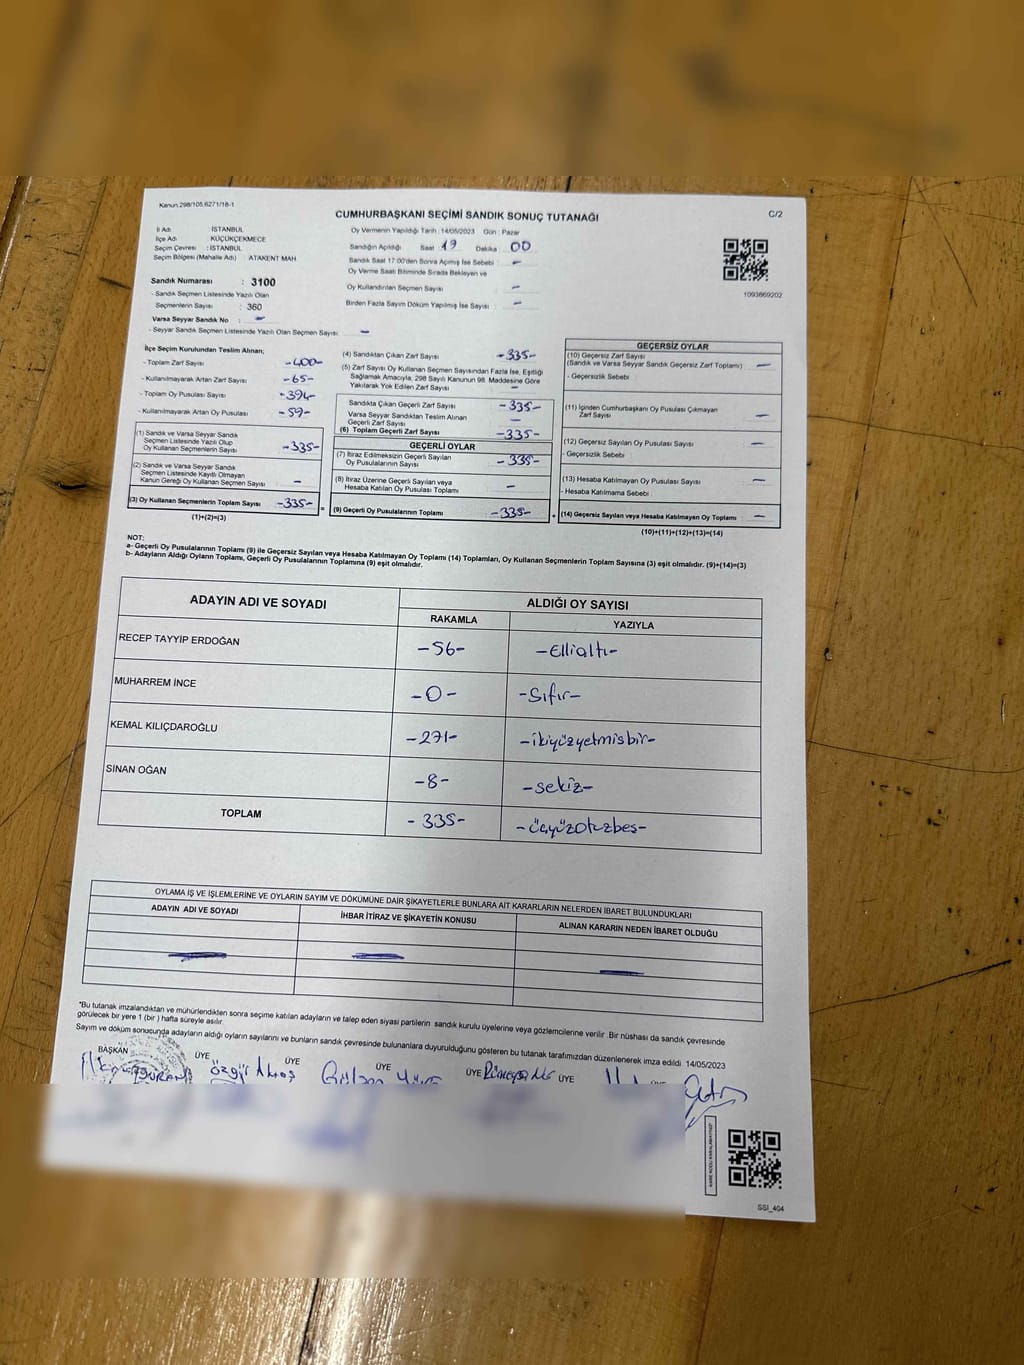 Kanun:298/105,6271/18-1
CUMHURBAŞKANI SEÇİMİ SANDIK SONUÇ TUTANAĞI
C/2
İl Adı : İSTANBUL
İlçe Adı : KÜÇÜKÇEKMECE
Seçim Çevresi : İSTANBUL
Seçim Bölgesi (Mahalle Adı) ATAKENT MAH
Sandık Numarası : 3100
- Sandık Seçmen Listesinde Yazılı Olan
Seçmenlerin Sayısı : 360
Varsa Seyyar Sandık No : -
- Seyyar Sandık Seçmen Listesinde Yazılı Olan Seçmen Sayısı: -
Oy Vermenin Yapıldığı Tarih : 14/05/2023 Gün : Pazar
Sandığın Açıldığı Saat : 19 Dakika : 00
Sandık Saat 17:00'den Sonra Açılmış İse Sebebi : -
Oy Verme Saati Bitiminde Sırada Bekleyen ve
Oy Kullandırılan Seçmen Sayısı : -
Birden Fazla Sayım Döküm Yapılmış İse Sayısı : -
1093869202
İlçe Seçim Kurulundan Teslim Alınan;
- Toplam Zarf Sayısı : -400-
- Kullanılmayarak Artan Zarf Sayısı : -65-
- Toplam Oy Pusulası Sayısı : -394-
- Kullanılmayarak Artan Oy Pusulası : -59-
(1) Sandık ve Varsa Seyyar Sandık
Seçmen Listesinde Yazılı Olup
Oy Kullanan Seçmenlerin Sayısı : -335-
(2) Sandık ve Varsa Seyyar Sandık
Seçmen Listesinde Kayıtlı Olmayan
Kanun Gereği Oy Kullanan Seçmen Sayısı : -
(3) Oy Kullanan Seçmenlerin Toplam Sayısı : -335-
(1)+(2)=(3)
(4) Sandıktan Çıkan Zarf Sayısı : -335-
(5) Zarf Sayısı Oy Kullanan Seçmen Sayısından Fazla İse, Eşitliği
Sağlamak Amacıyla, 298 Sayılı Kanunun 98. Maddesine Göre
Yakılarak Yok Edilen Zarf Sayısı : -
Sandıkta Çıkan Geçerli Zarf Sayısı : -335-
Varsa Seyyar Sandıktan Teslim Alınan
Geçerli Zarf Sayısı : -
(6) Toplam Geçerli Zarf Sayısı : -335-
GEÇERLİ OYLAR
(7) İtiraz Edilmeksizin Geçerli Sayılan
Oy Pusulalarının Sayısı : -335-
(8) İtiraz Üzerine Geçerli Sayılan veya
Hesaba Katılan Oy Pusulası Toplamı : -
(9) Geçerli Oy Pusulalarının Toplamı : -335-
GEÇERSİZ OYLAR
(10) Geçersiz Zarf Sayısı
(Sandık ve Varsa Seyyar Sandık Geçersiz Zarf Toplamı) : -
- Geçersizlik Sebebi :
(11) İçinden Cumhurbaşkanı Oy Pusulası Çıkmayan
Zarf Sayısı : -
(12) Geçersiz Sayılan Oy Pusulası Sayısı : -
- Geçersizlik Sebebi :
(13) Hesaba Katılmayan Oy Pusulası Sayısı : -
- Hesaba Katılmama Sebebi :
(14) Geçersiz Sayılan veya Hesaba Katılmayan Oy Toplamı : -
(10)+(11)+(12)+(13)=(14)
NOT:
a- Geçerli Oy Pusulalarının Toplamı (9) ile Geçersiz Sayılan veya Hesaba Katılmayan Oy Toplamı (14) Toplamları, Oy Kullanan Seçmenlerin Toplam Sayısına (3) eşit olmalıdır. (9)+(14)=(3)
b- Adayların Aldığı Oyların Toplamı, Geçerli Oy Pusulalarının Toplamına (9) eşit olmalıdır.
ADAYIN ADI VE SOYADI
ALDIĞI OY SAYISI
RAKAMLA YAZIYLA
RECEP TAYYİP ERDOĞAN -56- -Ellialtı-
MUHARREM İNCE -0- -Sıfır-
KEMAL KILIÇDAROĞLU -271- -ikiyüzyetmisbir-
SİNAN OĞAN -8- -sekiz-
TOPLAM -335- -üçyüzotuzbes-
OYLAMA İŞ VE İŞLEMLERİNE VE OYLARIN SAYIM VE DÖKÜMÜNE DAİR ŞİKAYETLERLE BUNLARA AİT KARARLARIN NELERDEN İBARET BULUNDUKLARI
ADAYIN ADI VE SOYADI İHBAR İTİRAZ VE ŞİKAYETİN KONUSU ALINAN KARARIN NEDEN İBARET OLDUĞU
*Bu tutanak imzalandıktan ve mühürlendikten sonra seçime katılan adayların ve talep eden siyasi partilerin sandık kurulu üyelerine veya gözlemcilerine verilir. Bir nüshası da sandık çevresinde
görülecek bir yere 1 (bir) hafta süreyle asılır.
Sayım ve döküm sonucunda adayların aldığı oyların sayılarını ve bunların sandık çevresinde bulunanlara duyurulduğunu gösteren bu tutanak tarafımızdan düzenlenerek imza edildi. 14/05/2023
BAŞKAN ÜYE ÜYE ÜYE ÜYE ÜYE
SSI_404